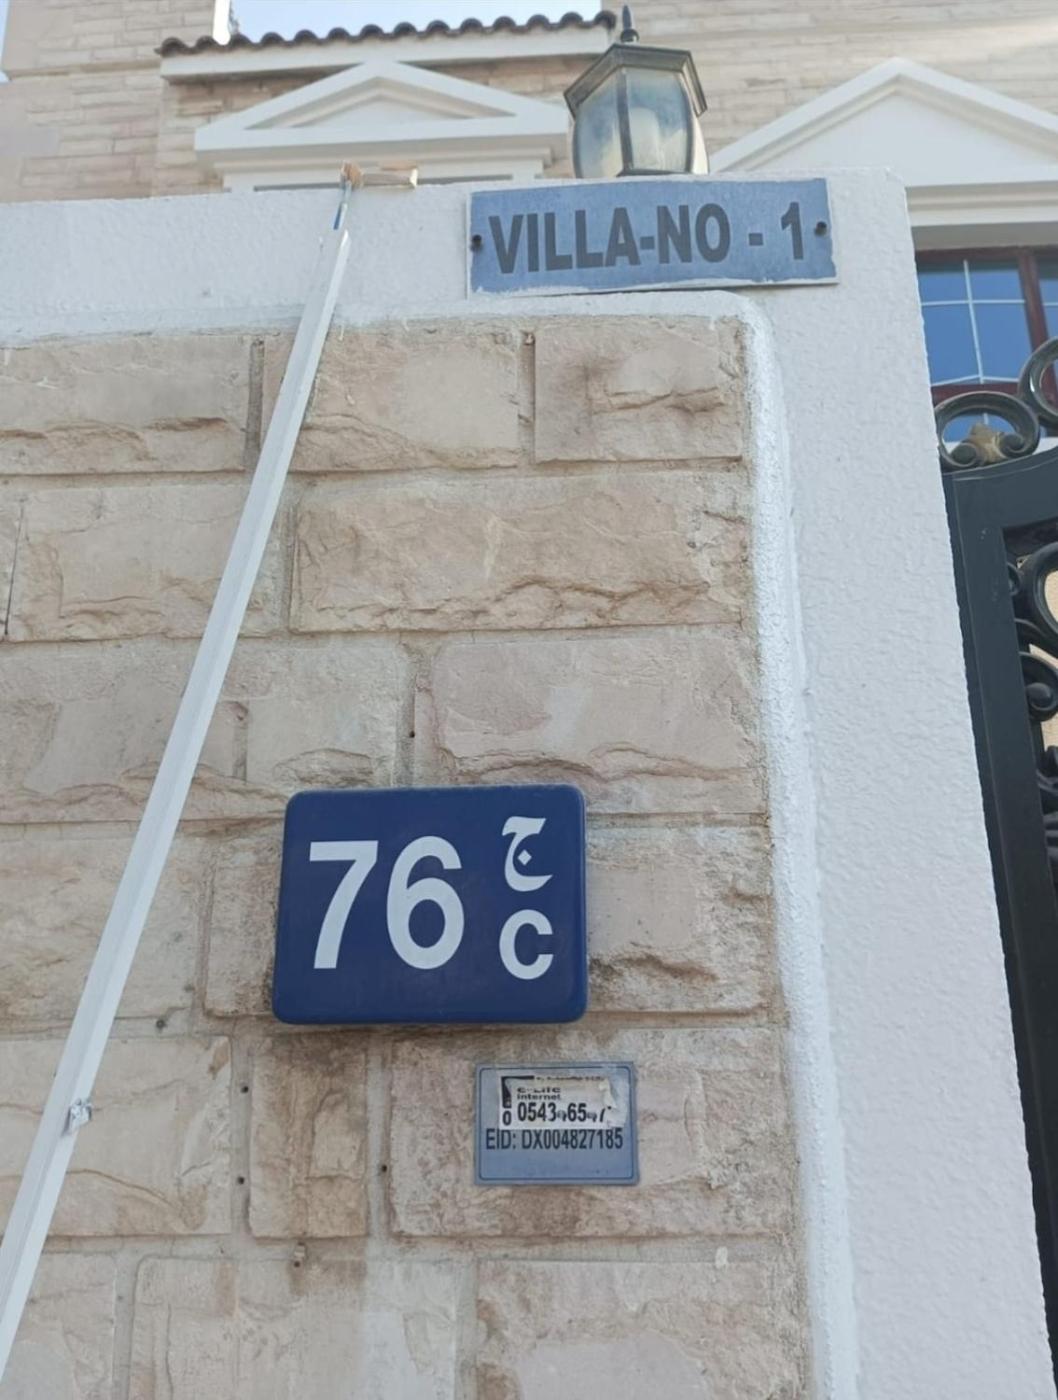 VILLA-NO - 1
76 ج
C
e-Life
Internet
EID: DX004827185